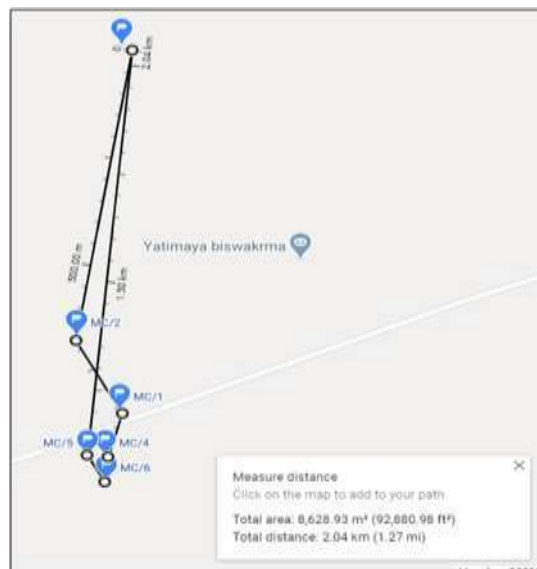 0
2.04 km
Yatimaya biswakrma
500.00 m
1.50 km
MC/2
MC/1
MC/5
MC/4
MC/6
Measure distance
Click on the map to add to your path
Total area: 8,628.93 m² (92,880.98 ft²)
Total distance: 2.04 km (1.27 mi)